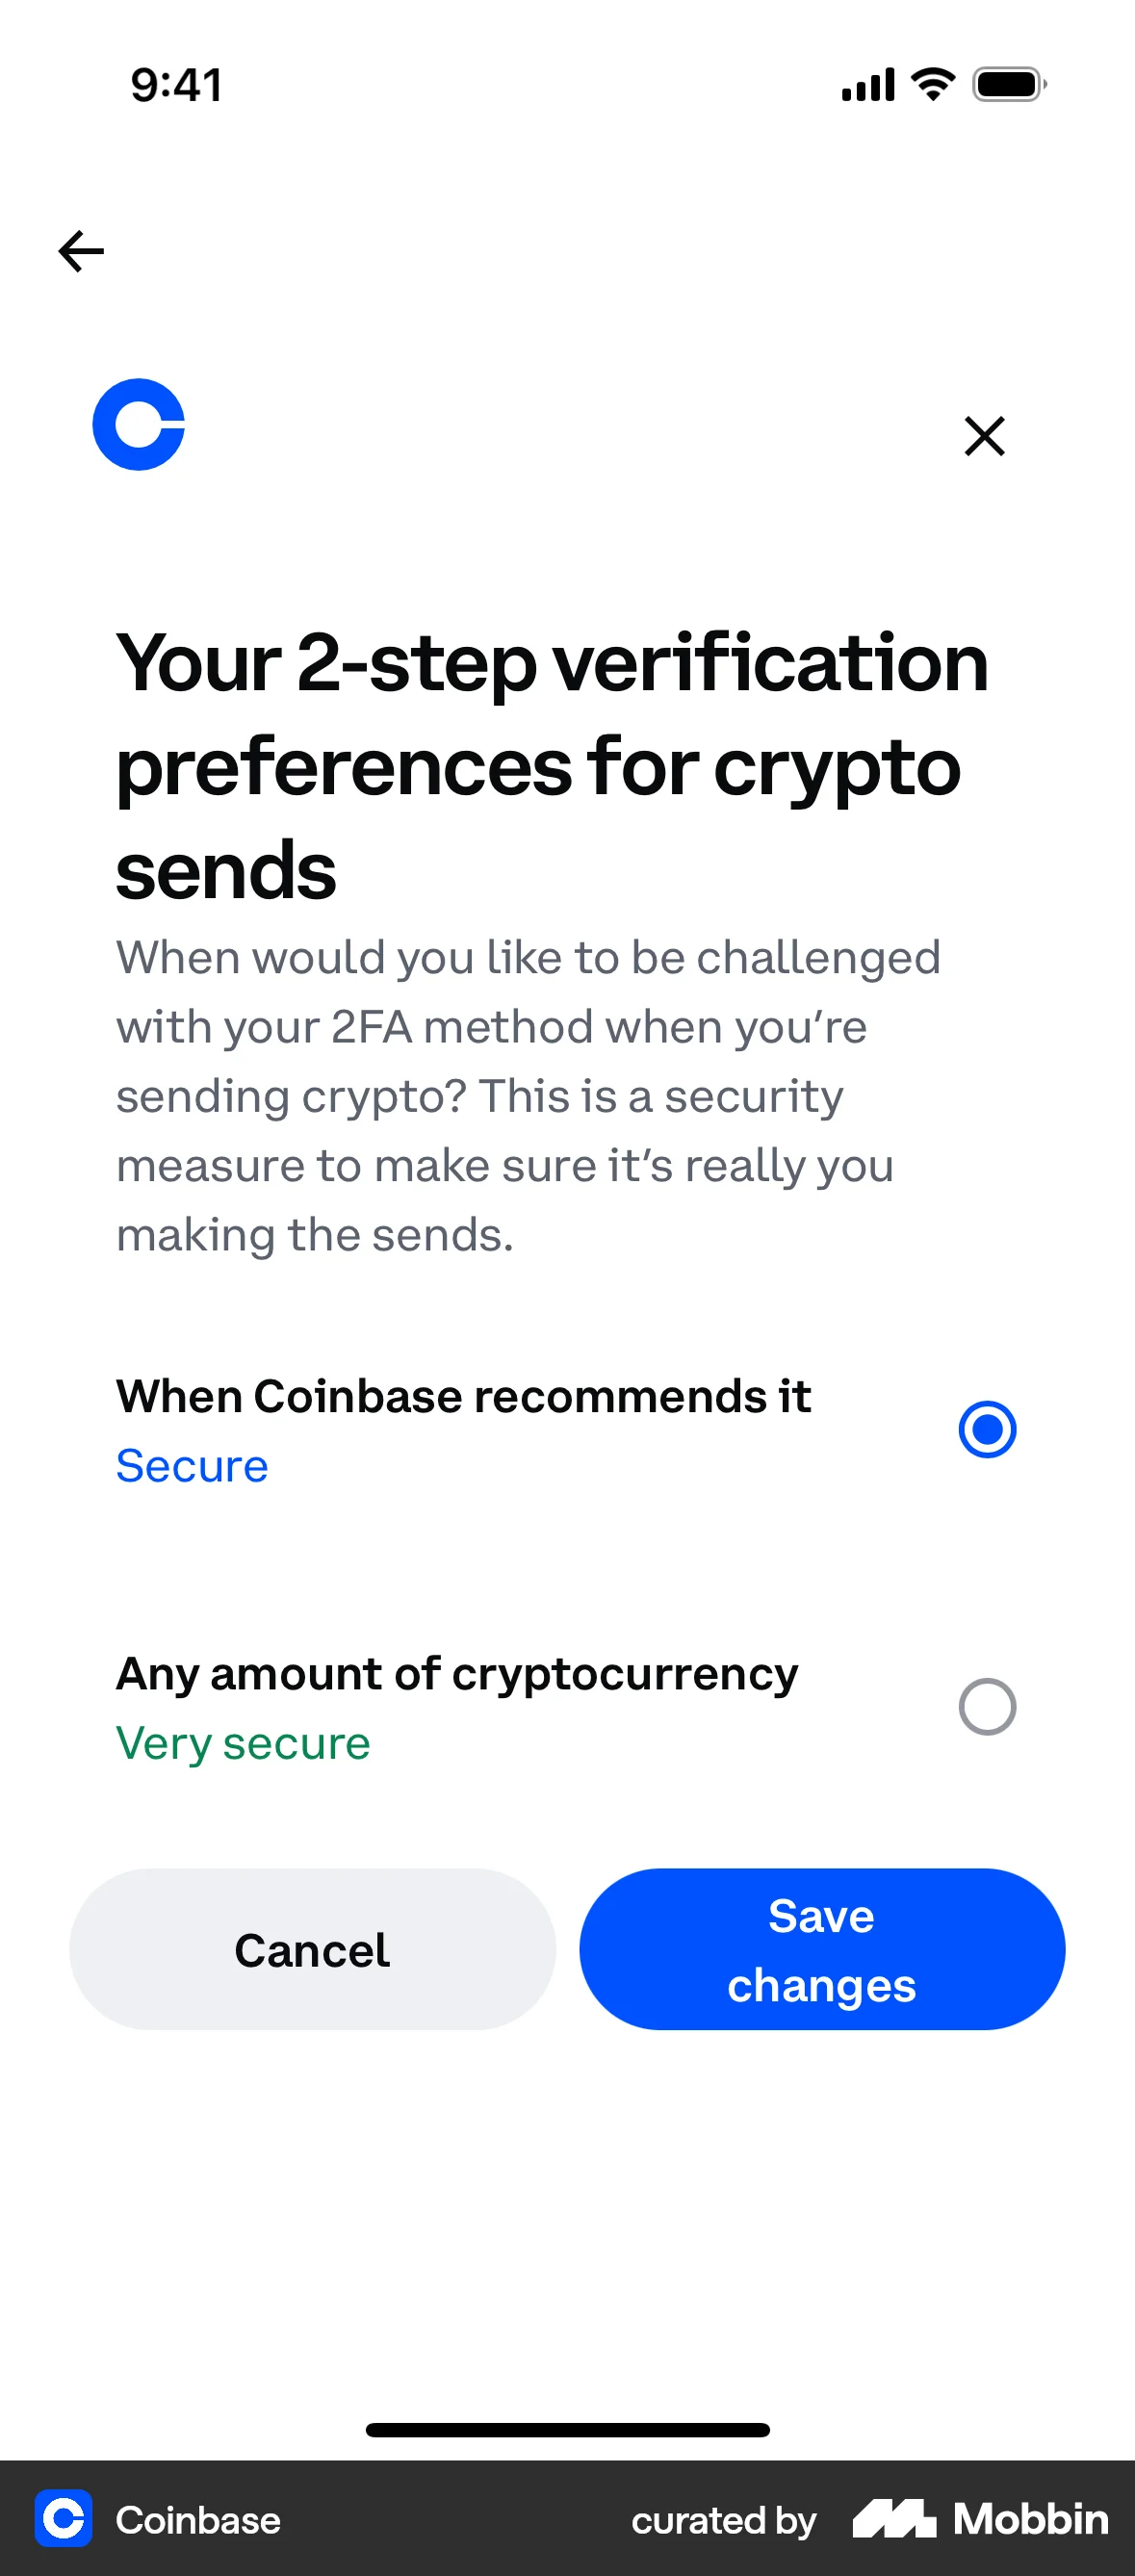 9:41
Your 2-step verification
preferences for crypto
sends
When would you like to be challenged
with your 2FA method when you’re
sending crypto? This is a security
measure to make sure it’s really you
making the sends.
When Coinbase recommends it
Secure
Any amount of cryptocurrency
Very secure
Cancel
Save
changes
Coinbase
curated by
Mobbin